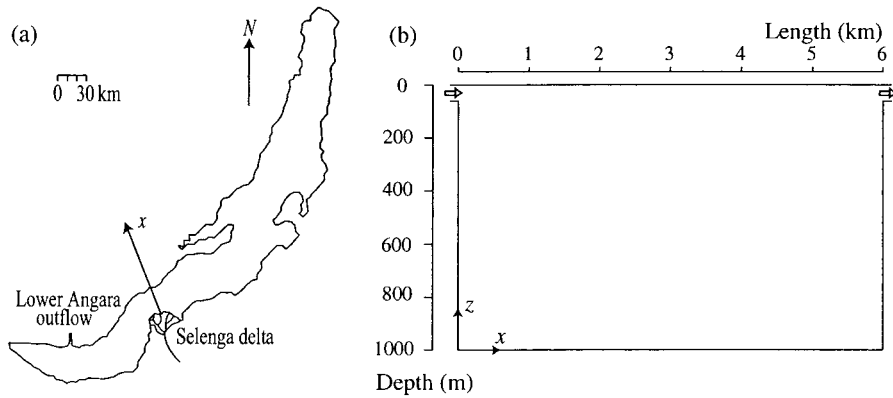 (a)
N
0 30 km
x
Lower Angara
outflow
Selenga delta
(b)
Length (km)
0 1 2 3 4 5 6
0
200
400
600
800
1000
z
x
Depth (m)